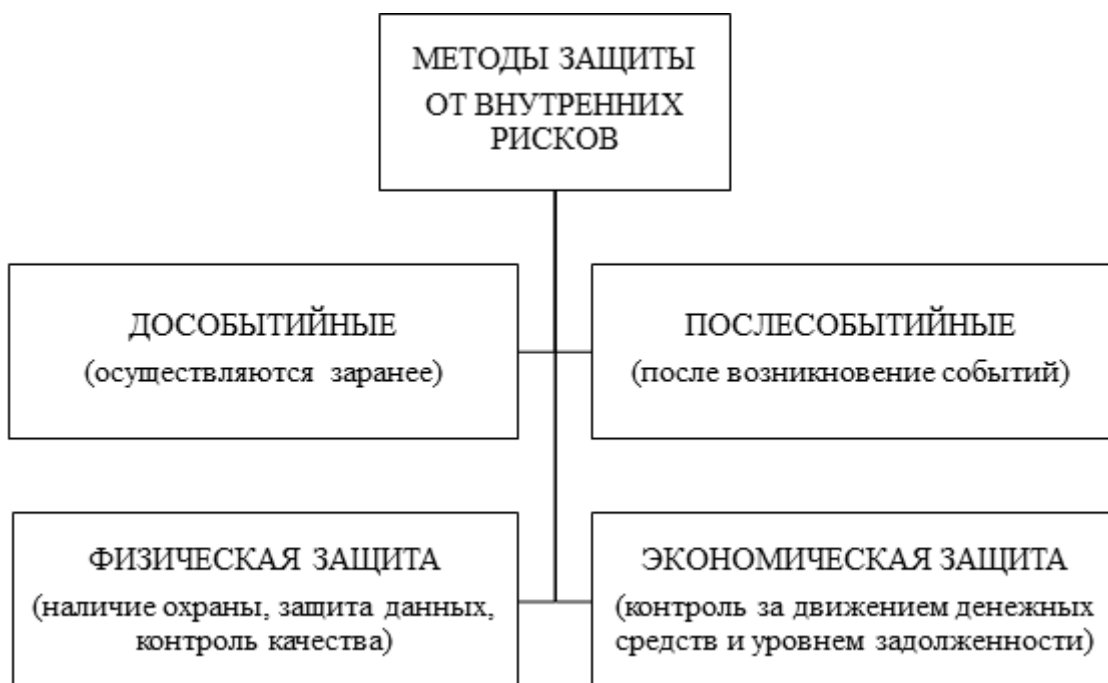 МЕТОДЫ ЗАЩИТЫ
ОТ ВНУТРЕННИХ
РИСКОВ
ДОСОБЫТИЙНЫЕ
(осуществляются заранее)
ПОСЛЕСОБЫТИЙНЫЕ
(после возникновение событий)
ФИЗИЧЕСКАЯ ЗАЩИТА
(наличие охраны, защита данных,
контроль качества)
ЭКОНОМИЧЕСКАЯ ЗАЩИТА
(контроль за движением денежных
средств и уровнем задолженности)